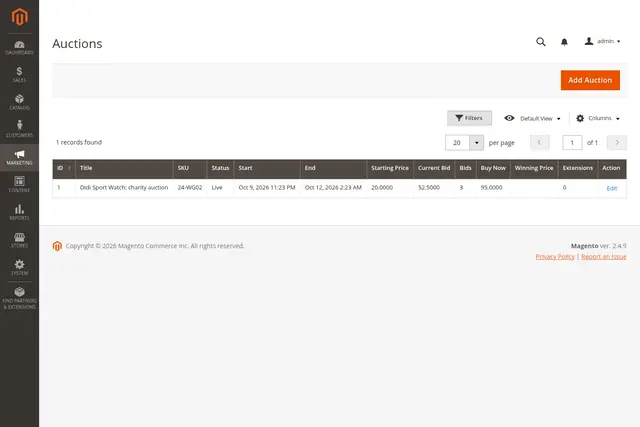 Auctions
admin
Add Auction
Filters
Default View
Columns
1 records found
20
per page
1
of 1
ID Title SKU Status Start End Starting Price Current Bid Bids Buy Now Winning Price Extensions Action
1 Didi Sport Watch: charity auction 24-WG02 Live Oct 9, 2026 11:23 PM Oct 12, 2026 2:23 AM 20.0000 52.5000 3 95.0000 0 Edit
DASHBOARD
SALES
CATALOG
CUSTOMERS
MARKETING
CONTENT
REPORTS
STORES
SYSTEM
FIND PARTNERS
& EXTENSIONS
Copyright © 2026 Magento Commerce Inc. All rights reserved.
Magento ver. 2.4.9
Privacy Policy | Report an Issue